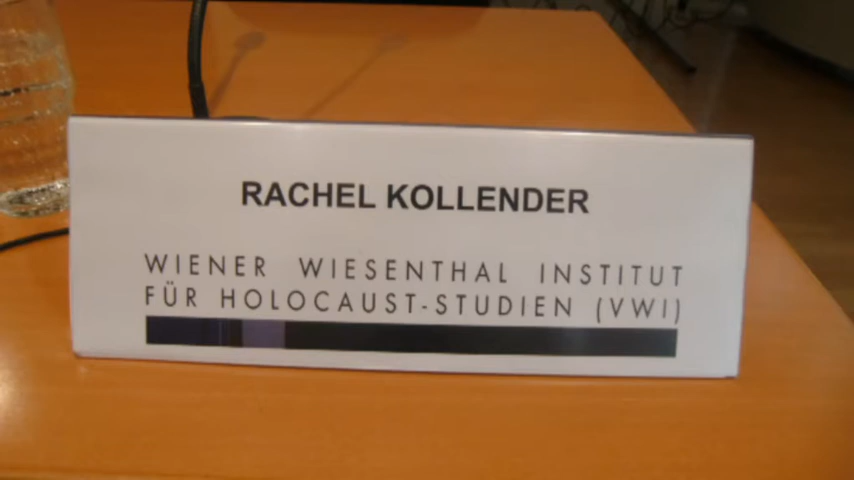 RACHEL KOLLENDER
WIENER WIESENTHAL INSTITUT
FÜR HOLOCAUST-STUDIEN (VWI)